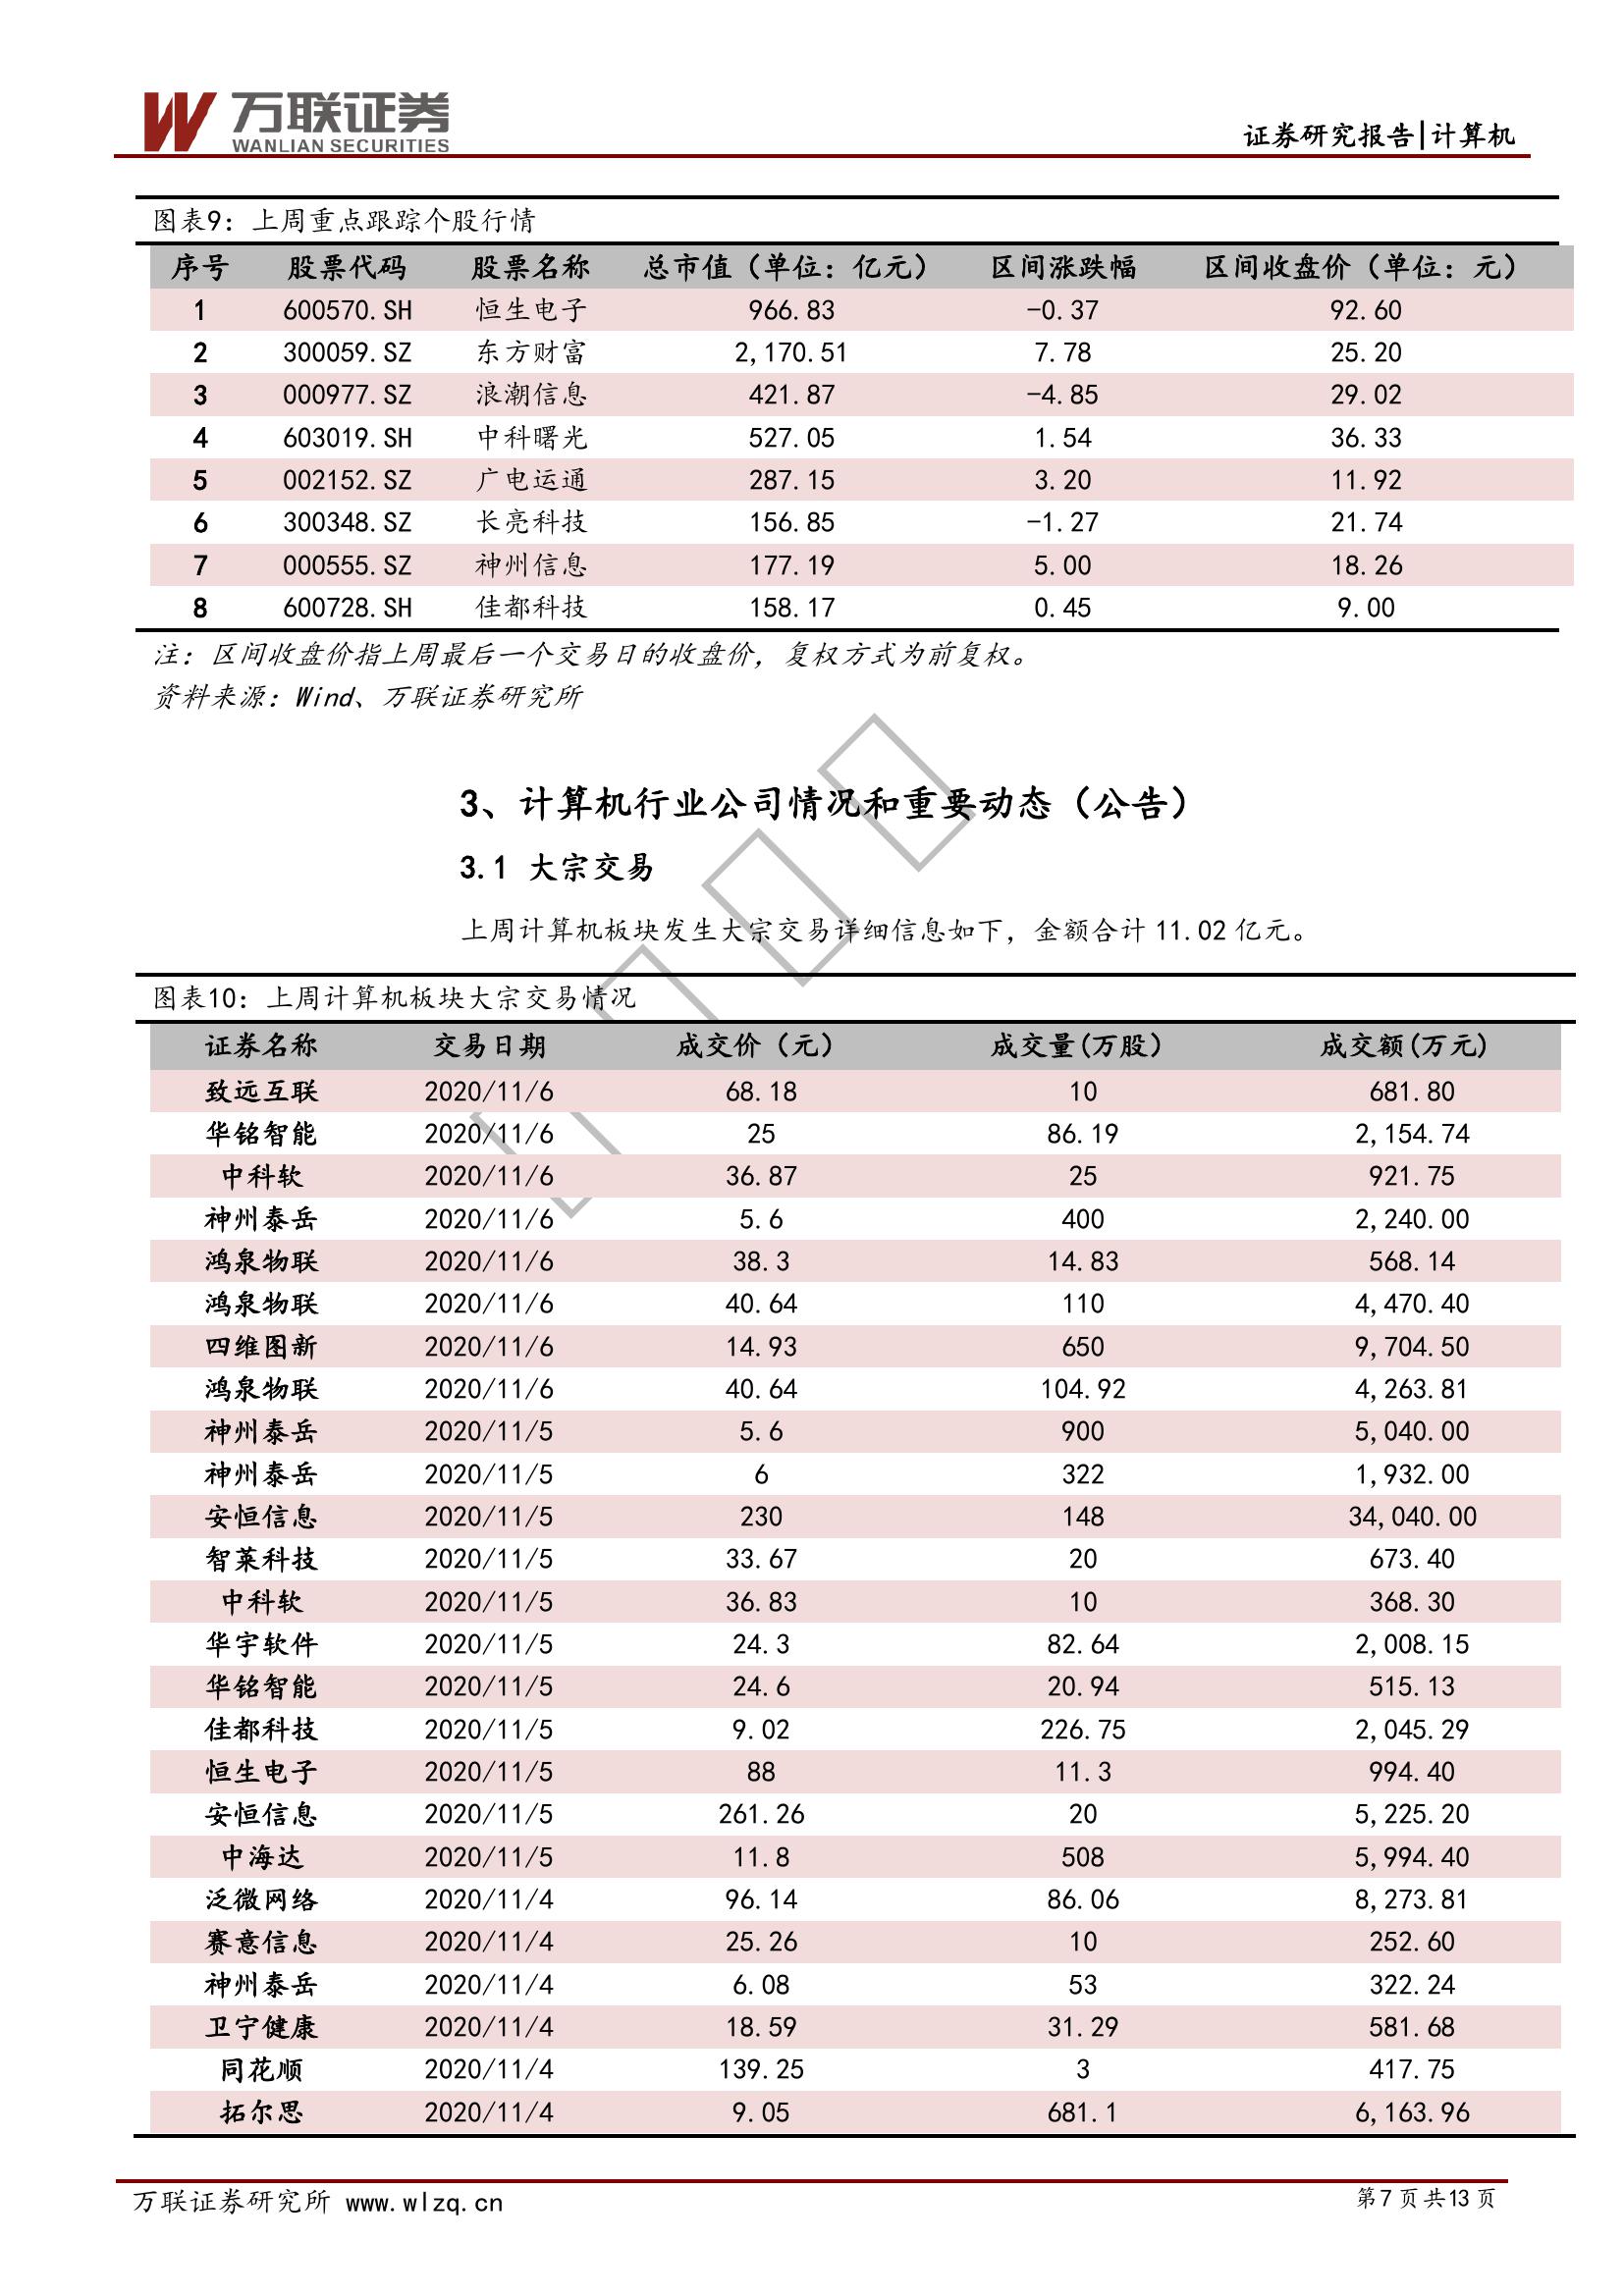 万联证券
WANLIAN SECURITIES
证券研究报告|计算机
图表9：上周重点跟踪个股行情
序号 股票代码 股票名称 总市值（单位：亿元） 区间涨跌幅 区间收盘价（单位：元）
1 600570.SH 恒生电子 966.83 -0.37 92.60
2 300059.SZ 东方财富 2,170.51 7.78 25.20
3 000977.SZ 浪潮信息 421.87 -4.85 29.02
4 603019.SH 中科曙光 527.05 1.54 36.33
5 002152.SZ 广电运通 287.15 3.20 11.92
6 300348.SZ 长亮科技 156.85 -1.27 21.74
7 000555.SZ 神州信息 177.19 5.00 18.26
8 600728.SH 佳都科技 158.17 0.45 9.00
注：区间收盘价指上周最后一个交易日的收盘价，复权方式为前复权。
资料来源：Wind、万联证券研究所
3、计算机行业公司情况和重要动态（公告）
3.1 大宗交易
上周计算机板块发生大宗交易详细信息如下，金额合计 11.02 亿元。
图表10：上周计算机板块大宗交易情况
证券名称 交易日期 成交价（元） 成交量(万股） 成交额(万元)
致远互联 2020/11/6 68.18 10 681.80
华铭智能 2020/11/6 25 86.19 2,154.74
中科软 2020/11/6 36.87 25 921.75
神州泰岳 2020/11/6 5.6 400 2,240.00
鸿泉物联 2020/11/6 38.3 14.83 568.14
鸿泉物联 2020/11/6 40.64 110 4,470.40
四维图新 2020/11/6 14.93 650 9,704.50
鸿泉物联 2020/11/6 40.64 104.92 4,263.81
神州泰岳 2020/11/5 5.6 900 5,040.00
神州泰岳 2020/11/5 6 322 1,932.00
安恒信息 2020/11/5 230 148 34,040.00
智莱科技 2020/11/5 33.67 20 673.40
中科软 2020/11/5 36.83 10 368.30
华宇软件 2020/11/5 24.3 82.64 2,008.15
华铭智能 2020/11/5 24.6 20.94 515.13
佳都科技 2020/11/5 9.02 226.75 2,045.29
恒生电子 2020/11/5 88 11.3 994.40
安恒信息 2020/11/5 261.26 20 5,225.20
中海达 2020/11/5 11.8 508 5,994.40
泛微网络 2020/11/4 96.14 86.06 8,273.81
赛意信息 2020/11/4 25.26 10 252.60
神州泰岳 2020/11/4 6.08 53 322.24
卫宁健康 2020/11/4 18.59 31.29 581.68
同花顺 2020/11/4 139.25 3 417.75
拓尔思 2020/11/4 9.05 681.1 6,163.96
万联证券研究所 www.wlzq.cn
第7页共13页